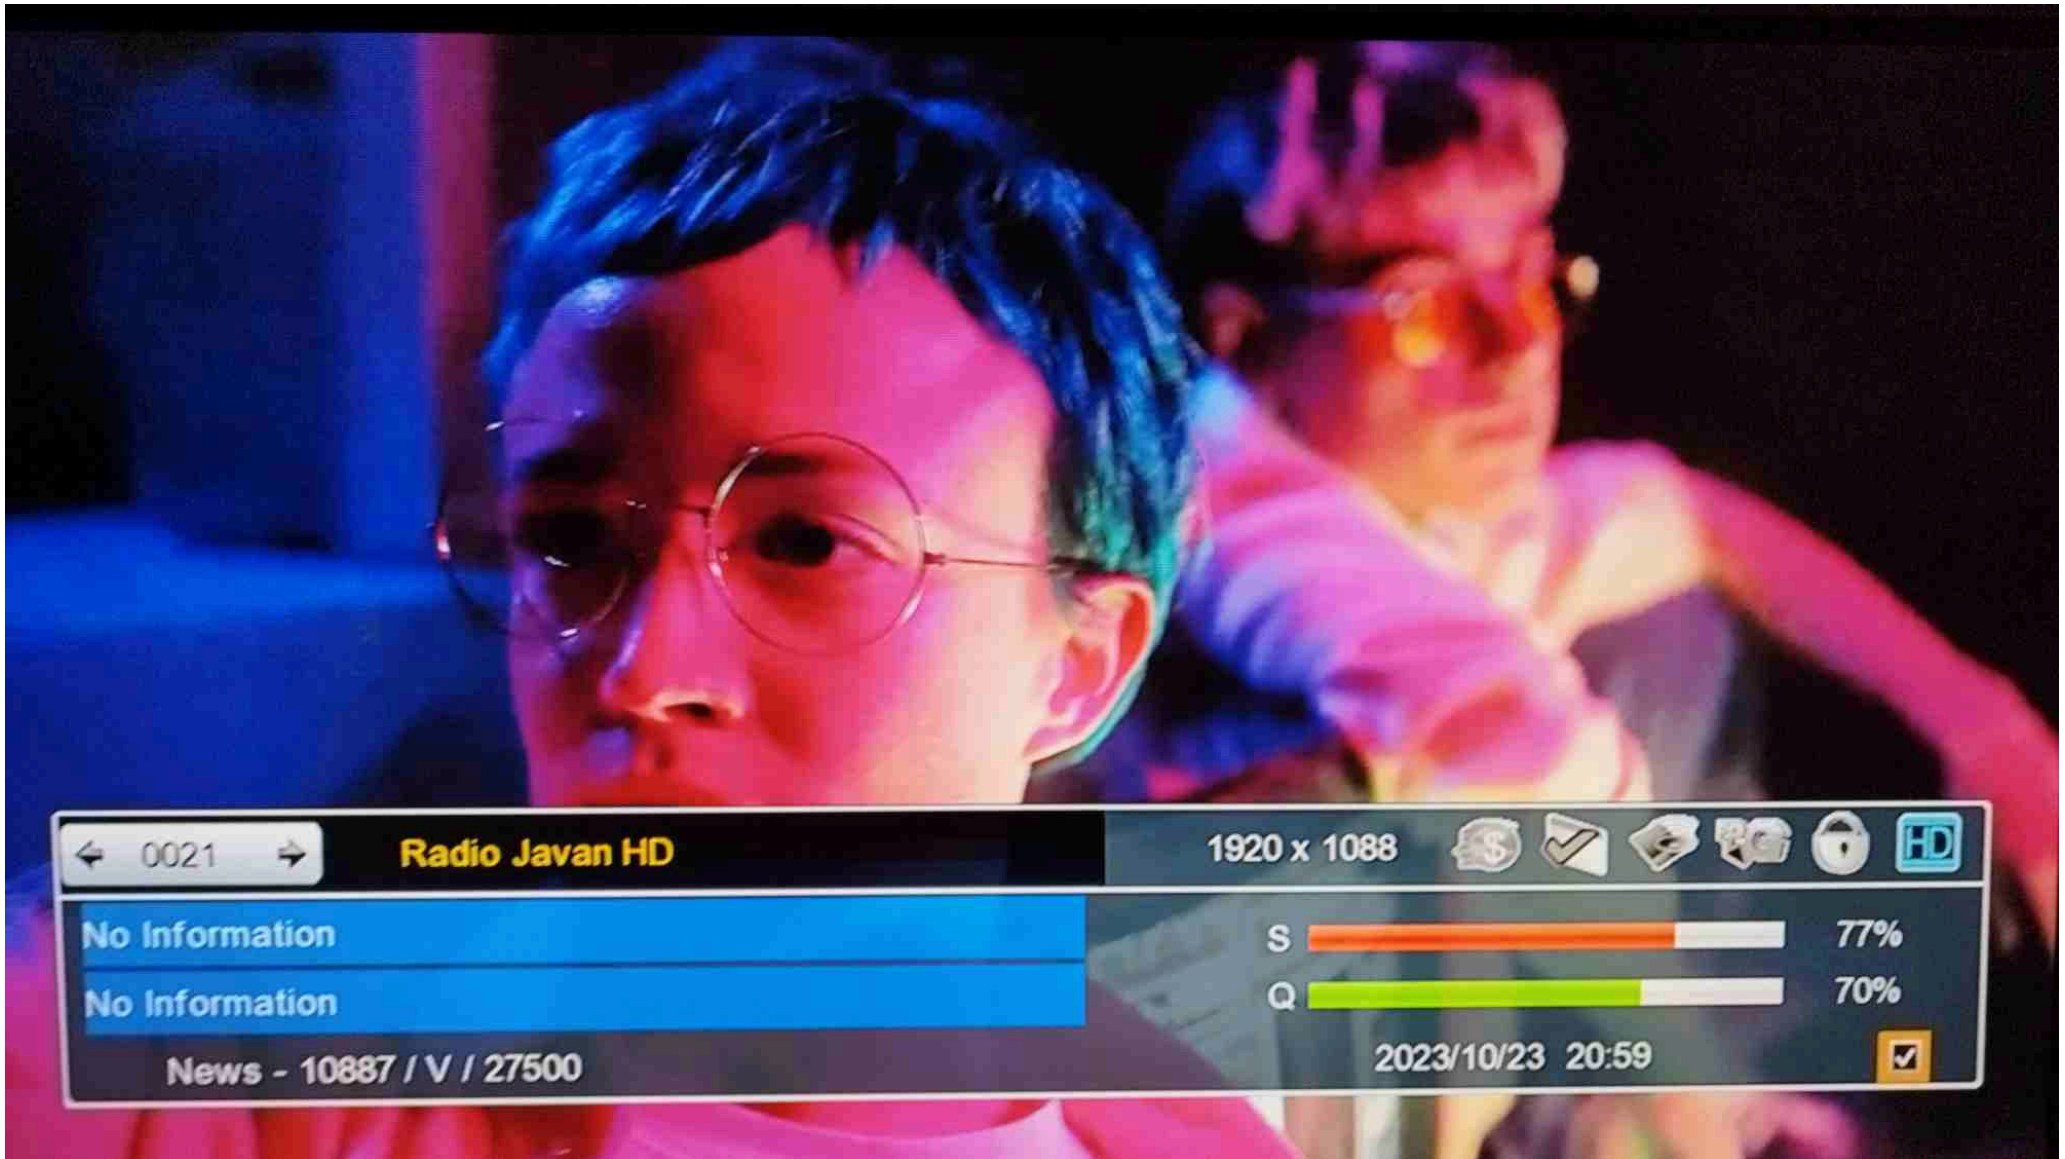 0021
Radio Javan HD
1920 x 1088
$
HD
No Information
No Information
S
77%
Q
70%
News - 10887 / V / 27500
2023/10/23 20:59